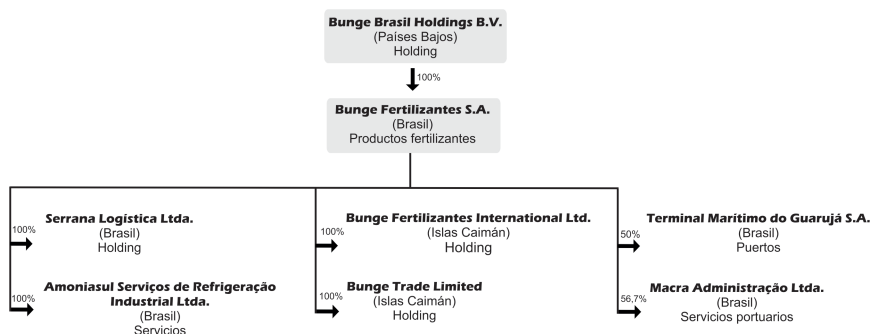 Bunge Brasil Holdings B.V.
(Países Bajos)
Holding
100%
Bunge Fertilizantes S.A.
(Brasil)
Productos fertilizantes
100%
Serrana Logística Ltda.
(Brasil)
Holding
100%
Amoniasul Serviços de Refrigeração
Industrial Ltda.
(Brasil)
Servicios
100%
Bunge Fertilizantes International Ltd.
(Islas Caimán)
Holding
100%
Bunge Trade Limited
(Islas Caimán)
Holding
50%
Terminal Marítimo do Guarujá S.A.
(Brasil)
Puertos
56,7%
Macra Administração Ltda.
(Brasil)
Servicios portuarios